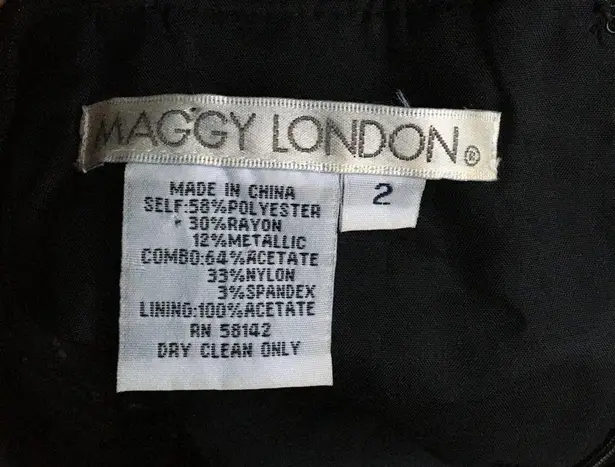 MAGGY LONDON®
2
MADE IN CHINA
SELF:58%POLYESTER
30%RAYON
12%METALLIC
COMBO:64%ACETATE
33%NYLON
3%SPANDEX
LINING:100%ACETATE
RN 58142
DRY CLEAN ONLY